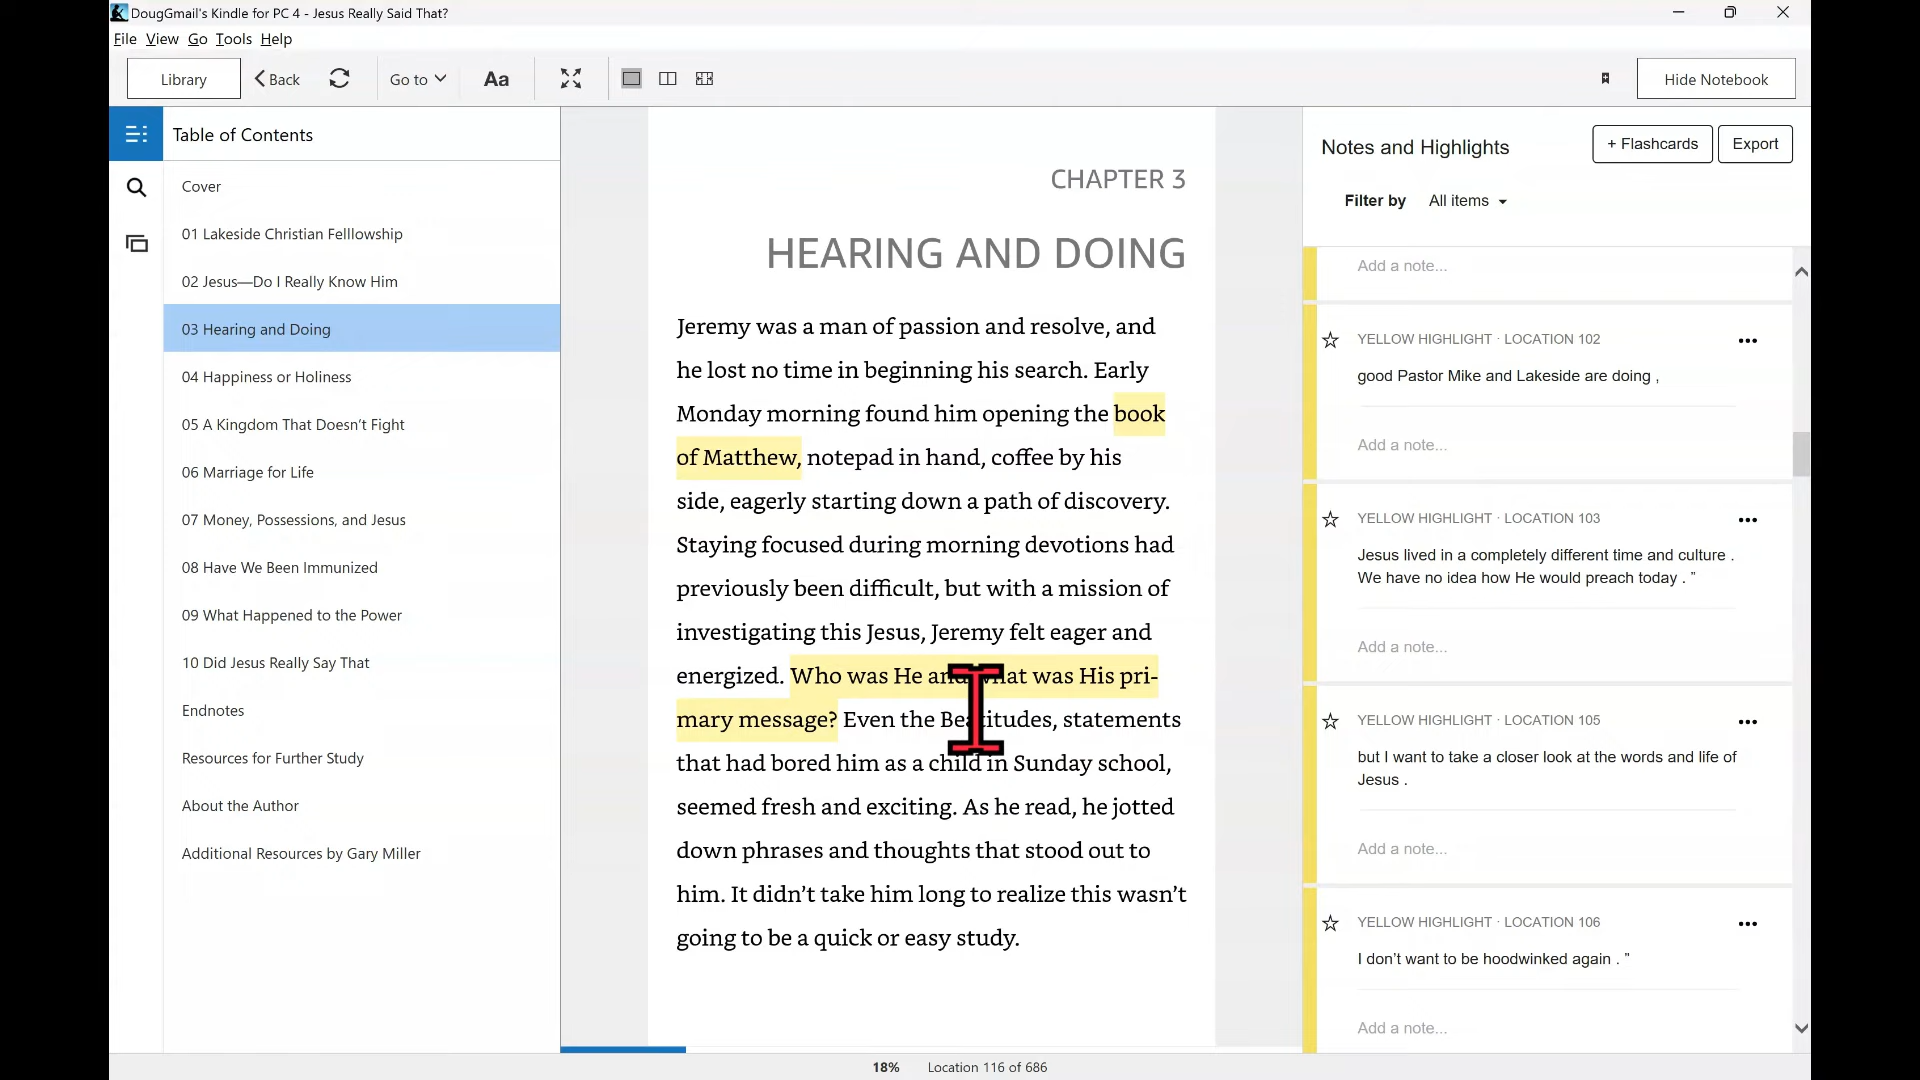 DougGmail's Kindle for PC 4 - Jesus Really Said That?
File View Go Tools Help
Library
Back
Go to
Aa
Hide Notebook
Table of Contents
Cover
01 Lakeside Christian Felllowship
02 Jesus—Do I Really Know Him
03 Hearing and Doing
04 Happiness or Holiness
05 A Kingdom That Doesn't Fight
06 Marriage for Life
07 Money, Possessions, and Jesus
08 Have We Been Immunized
09 What Happened to the Power
10 Did Jesus Really Say That
Endnotes
Resources for Further Study
About the Author
Additional Resources by Gary Miller
CHAPTER 3
HEARING AND DOING
Jeremy was a man of passion and resolve, and
he lost no time in beginning his search. Early
Monday morning found him opening the book
of Matthew, notepad in hand, coffee by his
side, eagerly starting down a path of discovery.
Staying focused during morning devotions had
previously been difficult, but with a mission of
investigating this Jesus, Jeremy felt eager and
energized. Who was He and what was His pri-
mary message? Even the Beatitudes, statements
that had bored him as a child in Sunday school,
seemed fresh and exciting. As he read, he jotted
down phrases and thoughts that stood out to
him. It didn't take him long to realize this wasn't
going to be a quick or easy study.
Notes and Highlights
+ Flashcards
Export
Filter by All items
Add a note...
YELLOW HIGHLIGHT · LOCATION 102
good Pastor Mike and Lakeside are doing ,
Add a note...
YELLOW HIGHLIGHT · LOCATION 103
Jesus lived in a completely different time and culture .
We have no idea how He would preach today . ”
Add a note...
YELLOW HIGHLIGHT · LOCATION 105
but I want to take a closer look at the words and life of
Jesus .
Add a note...
YELLOW HIGHLIGHT · LOCATION 106
I don't want to be hoodwinked again . ”
Add a note...
18% Location 116 of 686